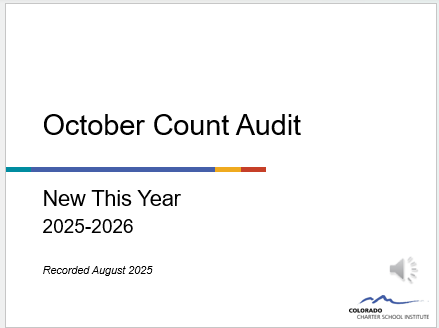 October Count Audit
New This Year
2025-2026
Recorded August 2025
COLORADO
CHARTER SCHOOL INSTITUTE